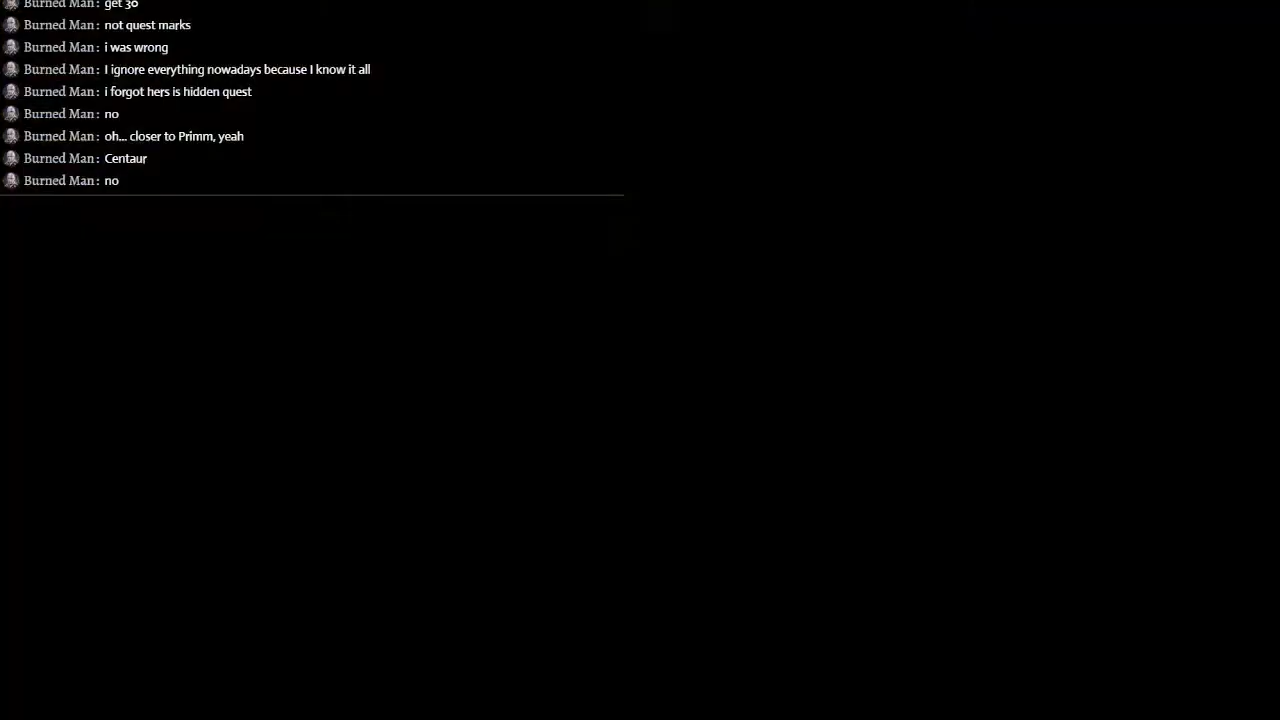 Burned Man: get 30
Burned Man: not quest marks
Burned Man: i was wrong
Burned Man: I ignore everything nowadays because I know it all
Burned Man: i forgot hers is hidden quest
Burned Man: no
Burned Man: oh... closer to Primm, yeah
Burned Man: Centaur
Burned Man: no